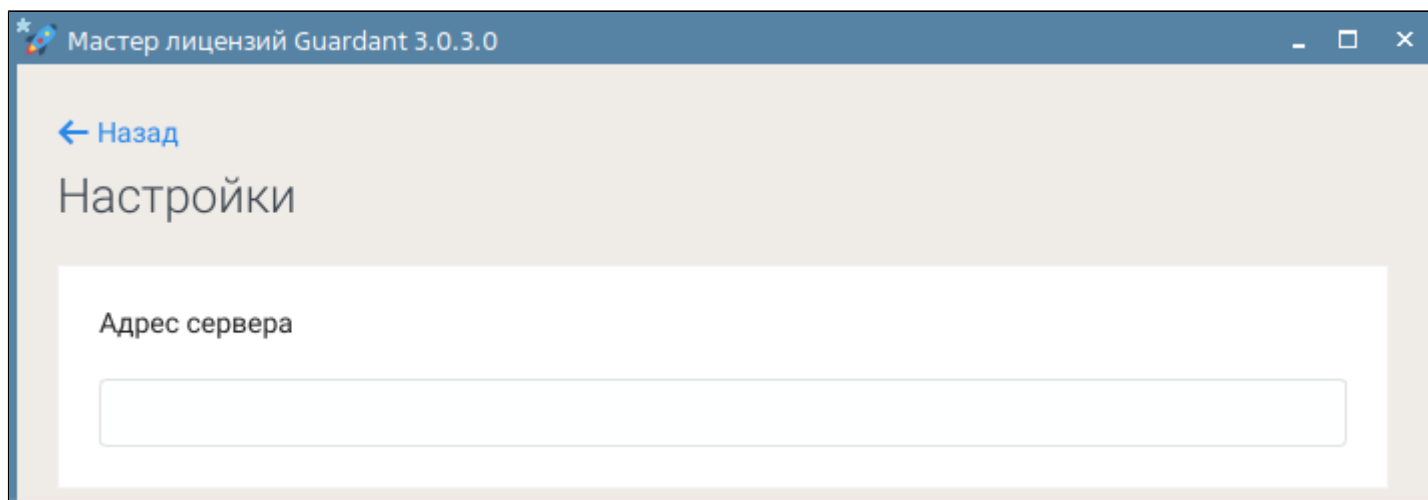 Мастер лицензий Guardant 3.0.3.0
Назад
Настройки
Адрес сервера